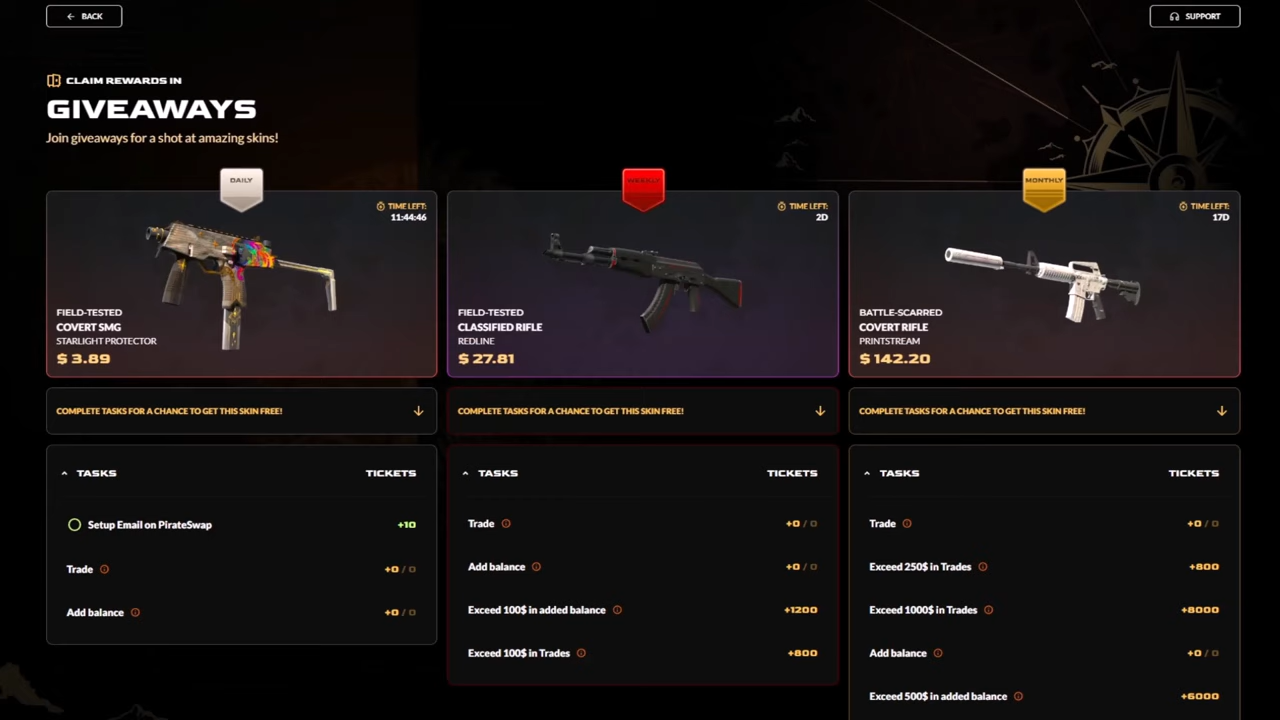 BACK
SUPPORT
CLAIM REWARDS IN
GIVEAWAYS
Join giveaways for a shot at amazing skins!
DAILY
TIME LEFT:
11:44:46
FIELD-TESTED
COVERT SMG
STARLIGHT PROTECTOR
$ 3.89
WEEKLY
TIME LEFT:
2D
FIELD-TESTED
CLASSIFIED RIFLE
REDLINE
$ 27.81
MONTHLY
TIME LEFT:
17D
BATTLE-SCARRED
COVERT RIFLE
PRINTSTREAM
$ 142.20
COMPLETE TASKS FOR A CHANCE TO GET THIS SKIN FREE!
COMPLETE TASKS FOR A CHANCE TO GET THIS SKIN FREE!
COMPLETE TASKS FOR A CHANCE TO GET THIS SKIN FREE!
TASKS TICKETS
Setup Email on PirateSwap +10
Trade +0 / 0
Add balance +0 / 0
TASKS TICKETS
Trade +0 / 0
Add balance +0 / 0
Exceed 100$ in added balance +1200
Exceed 100$ in Trades +800
TASKS TICKETS
Trade +0 / 0
Exceed 250$ in Trades +800
Exceed 1000$ in Trades +8000
Add balance +0 / 0
Exceed 500$ in added balance +6000